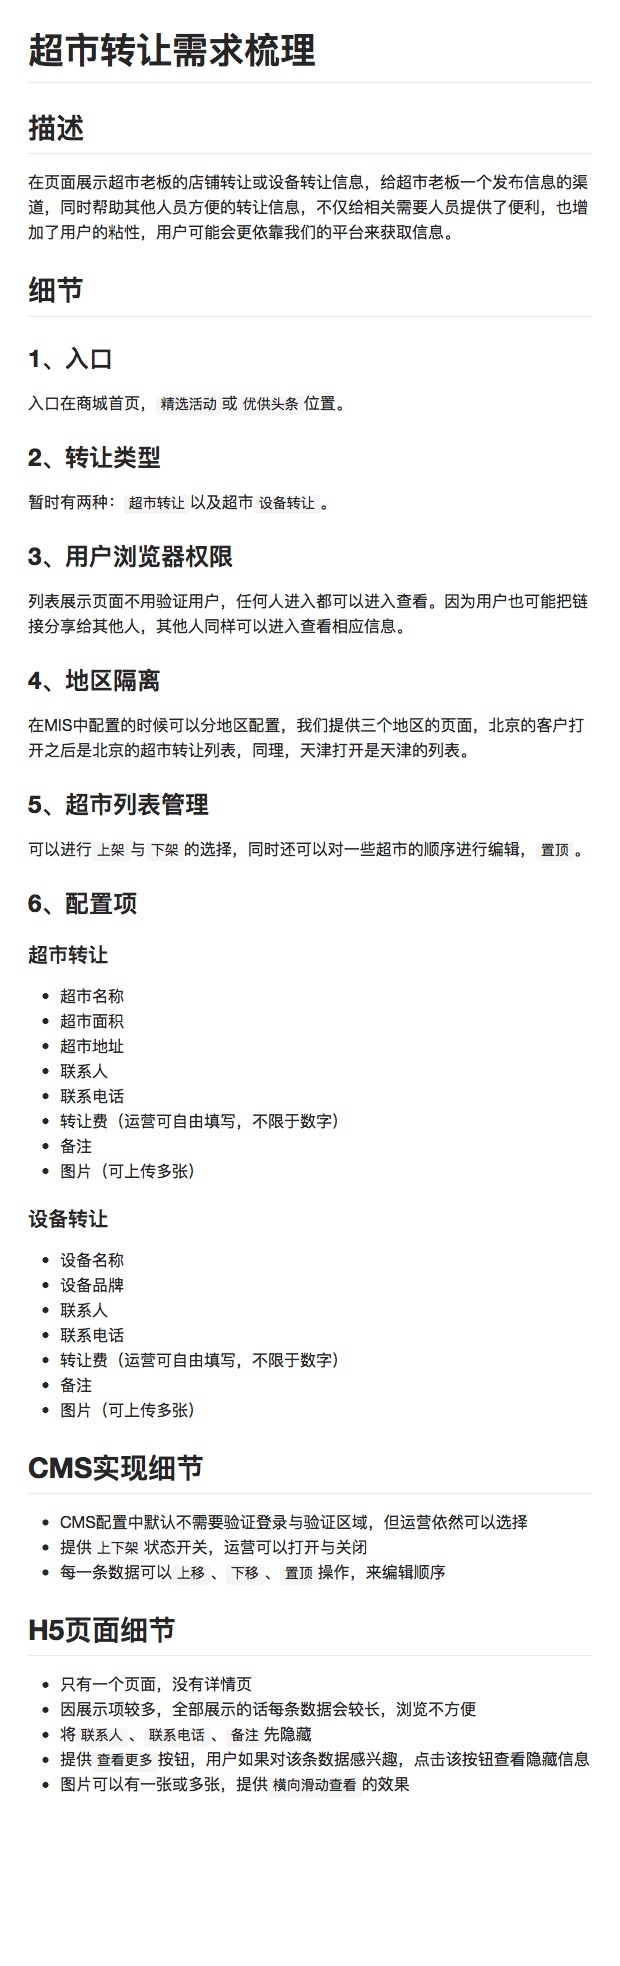 超市转让需求梳理
描述
在页面展示超市老板的店铺转让或设备转让信息，给超市老板一个发布信息的渠
道，同时帮助其他人员方便的转让信息，不仅给相关需要人员提供了便利，也增
加了用户的粘性，用户可能会更依靠我们的平台来获取信息。
细节
1、入口
入口在商城首页， 精选活动 或 优供头条 位置。
2、转让类型
暂时有两种： 超市转让 以及超市 设备转让 。
3、用户浏览器权限
列表展示页面不用验证用户，任何人进入都可以进入查看。因为用户也可能把链
接分享给其他人，其他人同样可以进入查看相应信息。
4、地区隔离
在MIS中配置的时候可以分地区配置，我们提供三个地区的页面，北京的客户打
开之后是北京的超市转让列表，同理，天津打开是天津的列表。
5、超市列表管理
可以进行 上架 与 下架 的选择，同时还可以对一些超市的顺序进行编辑， 置顶 。
6、配置项
超市转让
• 超市名称
• 超市面积
• 超市地址
• 联系人
• 联系电话
• 转让费（运营可自由填写，不限于数字）
• 备注
• 图片（可上传多张）
设备转让
• 设备名称
• 设备品牌
• 联系人
• 联系电话
• 转让费（运营可自由填写，不限于数字）
• 备注
• 图片（可上传多张）
CMS实现细节
• CMS配置中默认不需要验证登录与验证区域，但运营依然可以选择
• 提供 上下架 状态开关，运营可以打开与关闭
• 每一条数据可以 上移 、 下移 、 置顶 操作，来编辑顺序
H5页面细节
• 只有一个页面，没有详情页
• 因展示项较多，全部展示的话每条数据会较长，浏览不方便
• 将 联系人 、 联系电话 、 备注 先隐藏
• 提供 查看更多 按钮，用户如果对该条数据感兴趣，点击该按钮查看隐藏信息
• 图片可以有一张或多张，提供 横向滑动查看 的效果